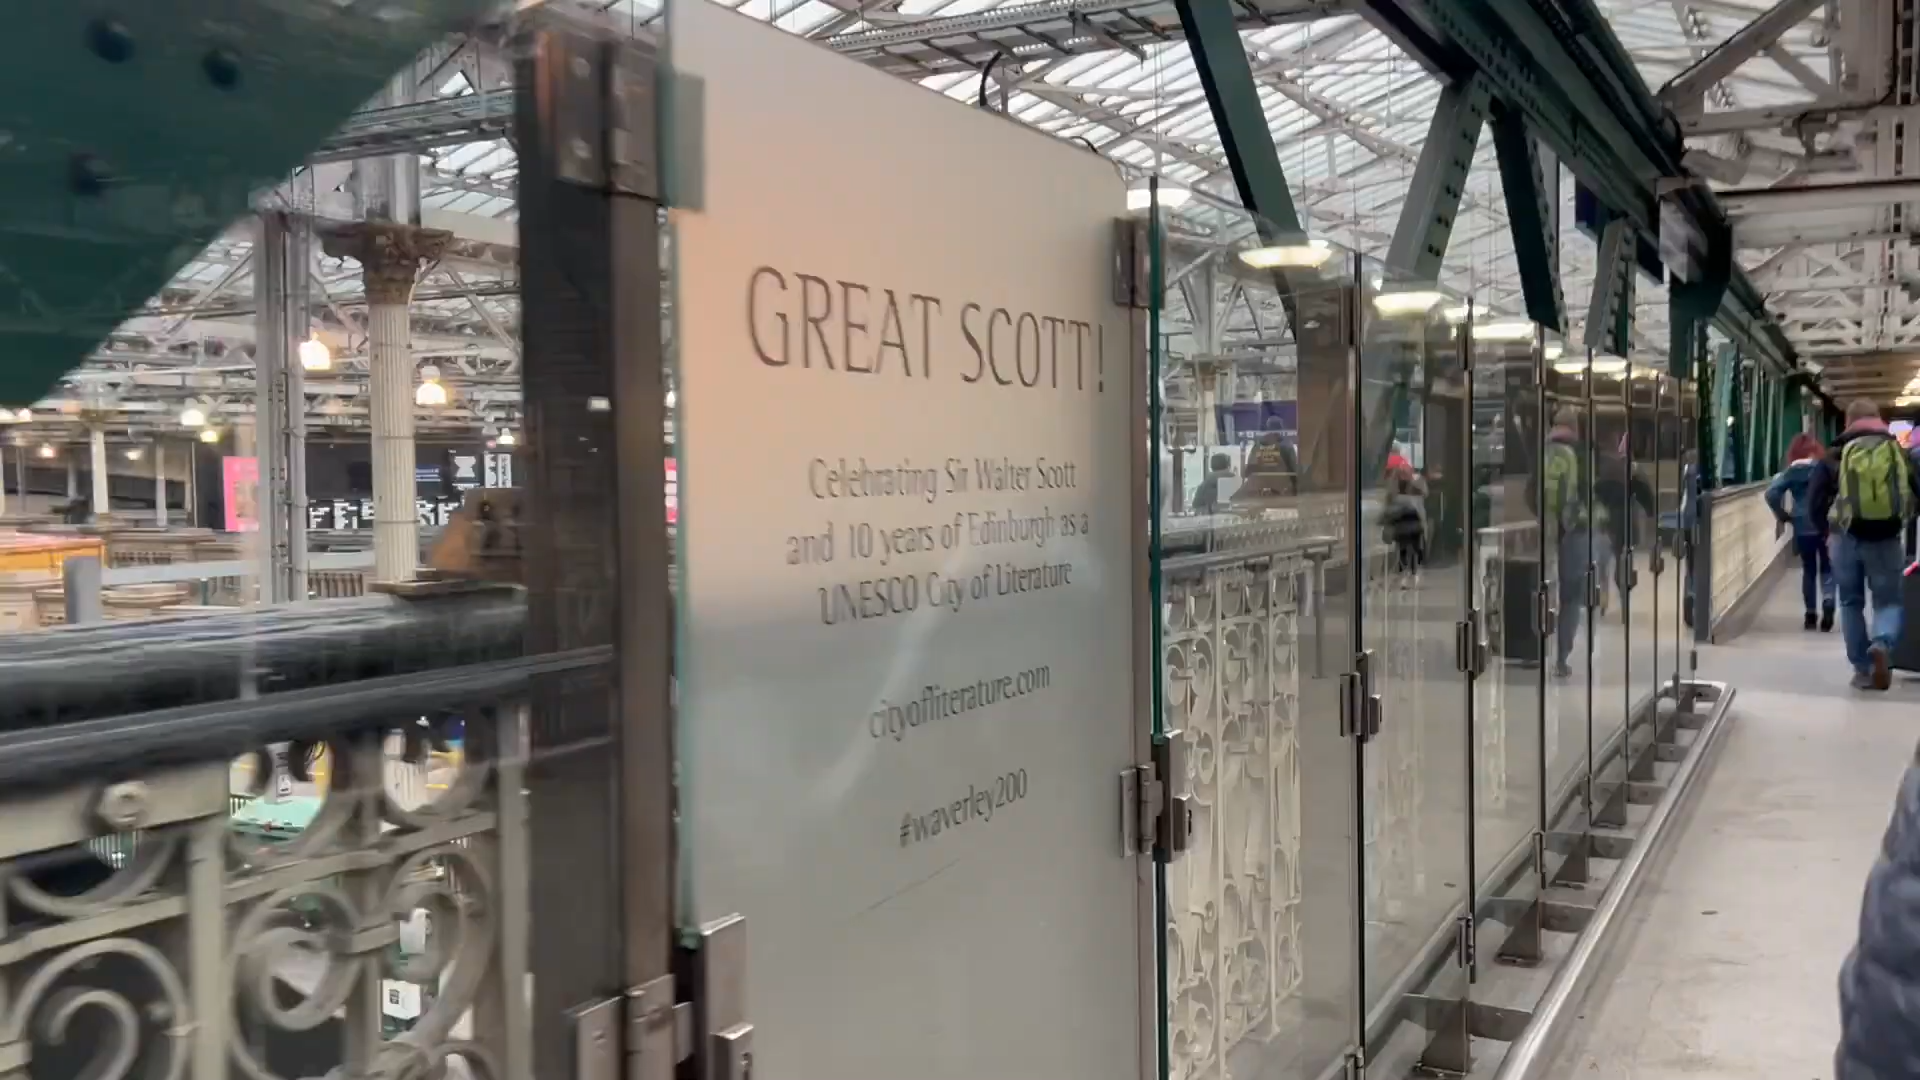 GREAT SCOTT!
Celebrating Sir Walter Scott
and 10 years of Edinburgh as a
UNESCO City of Literature
cityofliterature.com
#waverley200